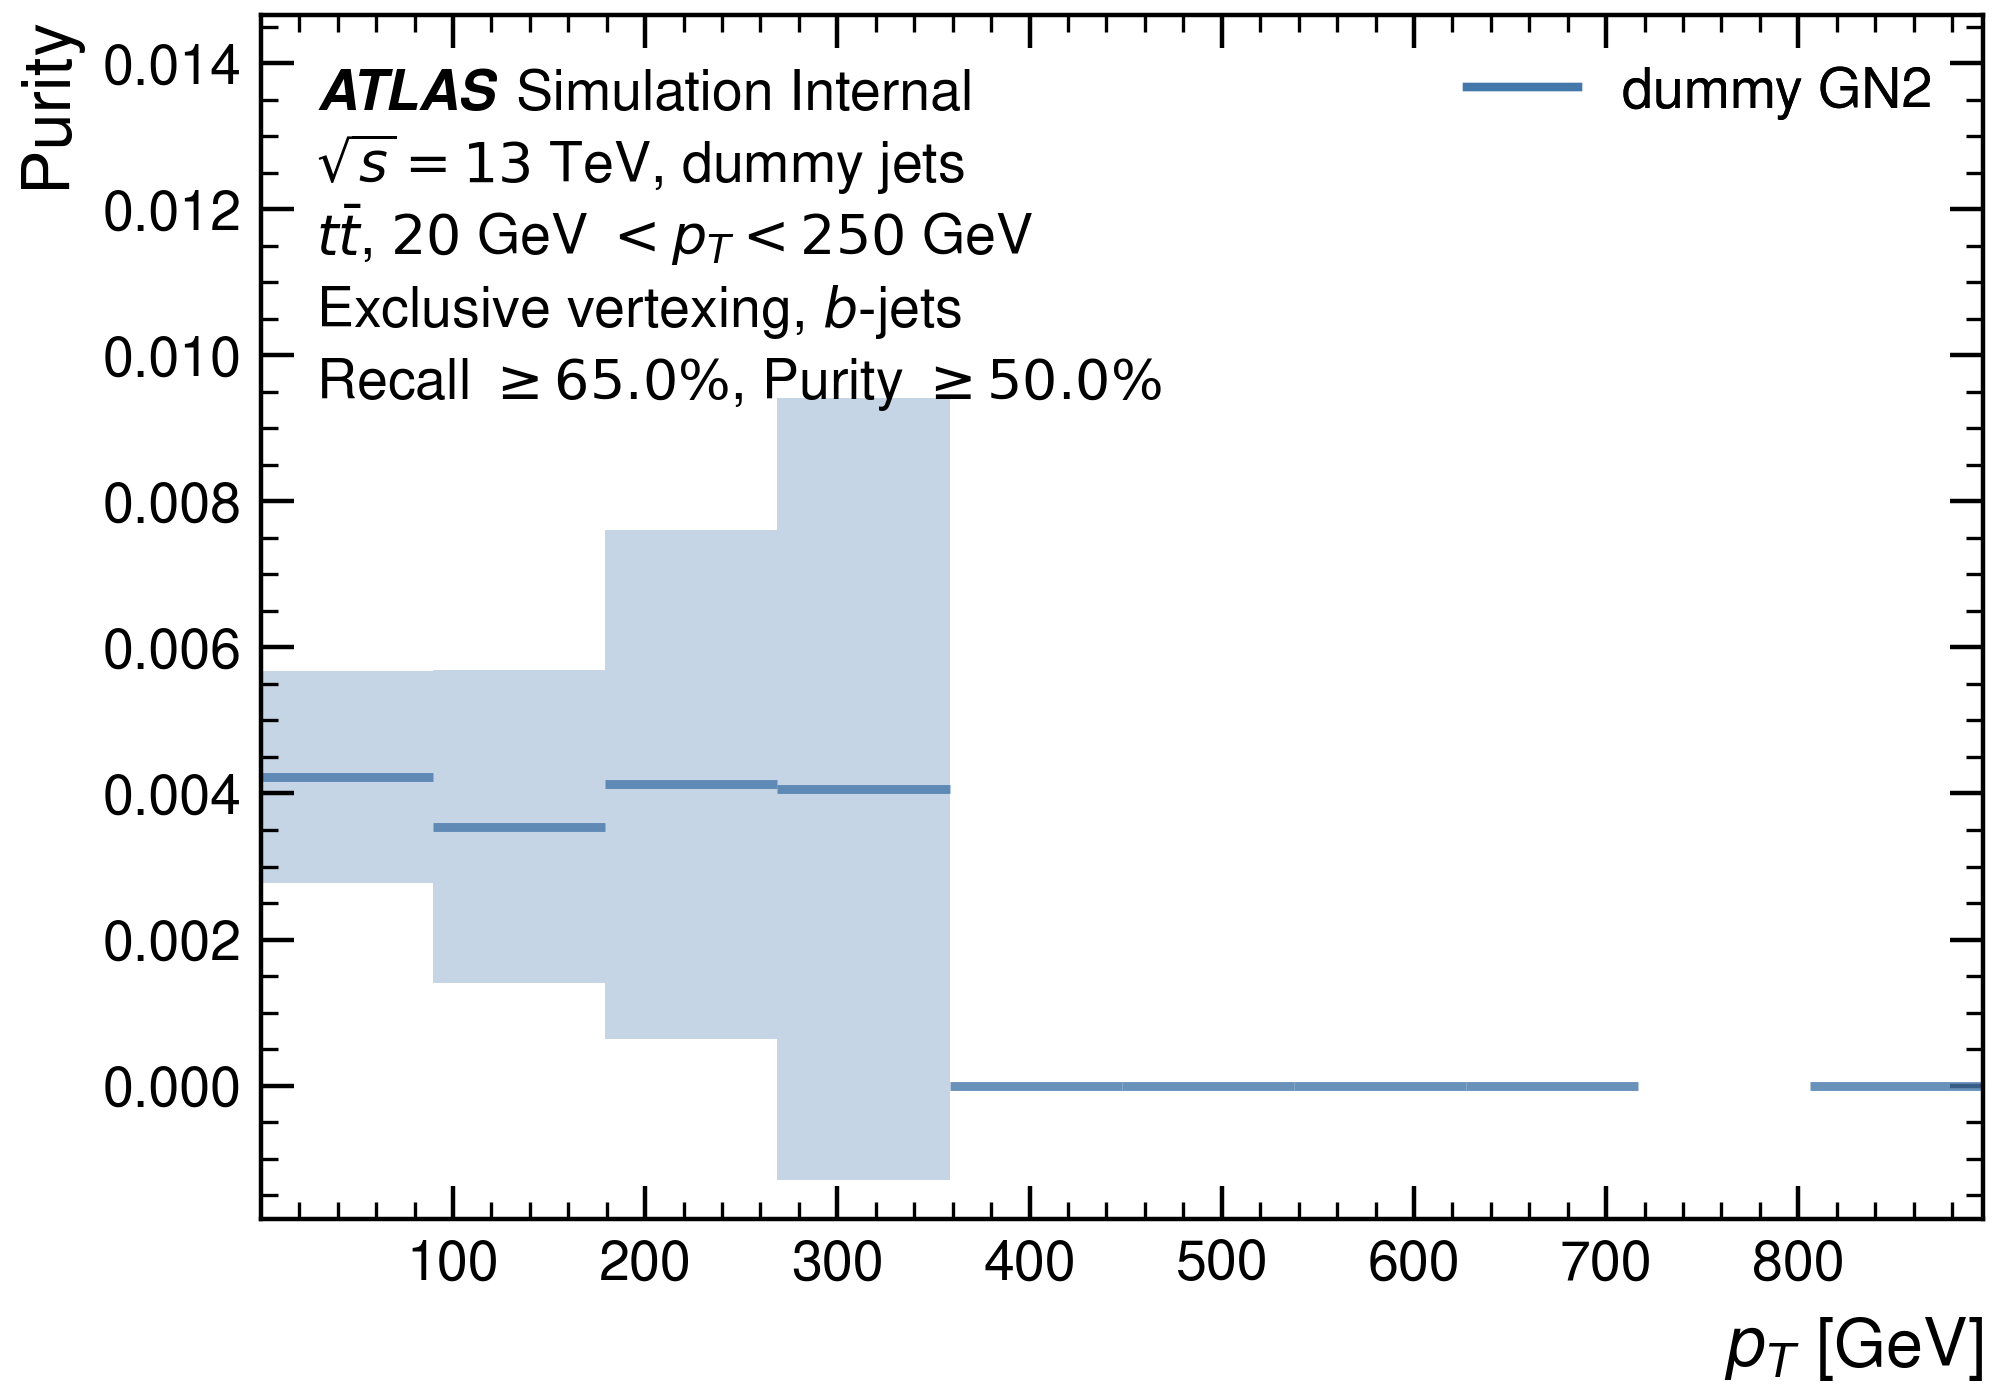 Purity
0.014
0.012
0.010
0.008
0.006
0.004
0.002
0.000
ATLAS Simulation Internal
√s = 13 TeV, dummy jets
tt̄, 20 GeV < p_T < 250 GeV
Exclusive vertexing, b-jets
Recall ≥ 65.0%, Purity ≥ 50.0%
dummy GN2
100 200 300 400 500 600 700 800
p_T [GeV]